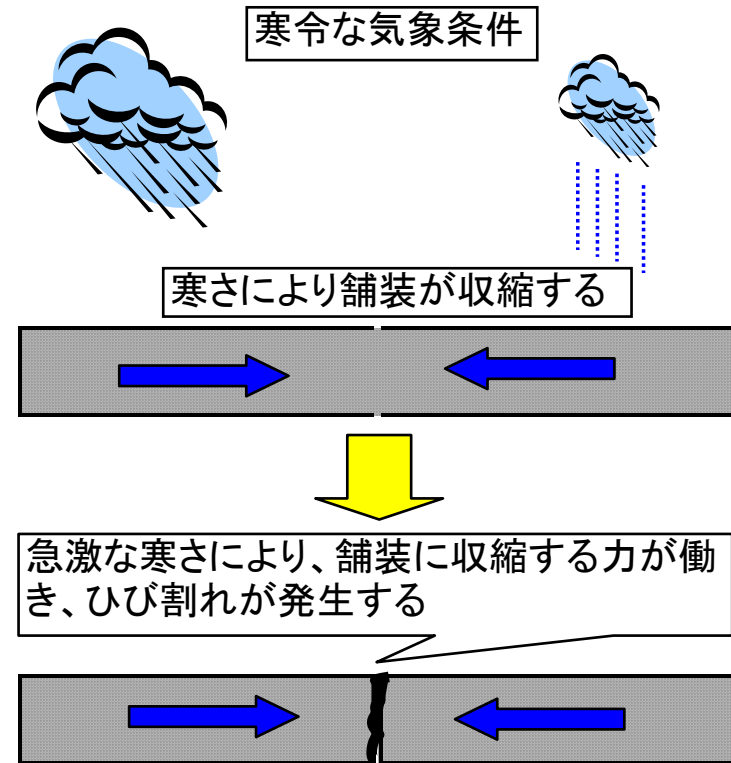 寒令な気象条件
寒さにより舗装が収縮する
急激な寒さにより、舗装に収縮する力が働
き、ひび割れが発生する